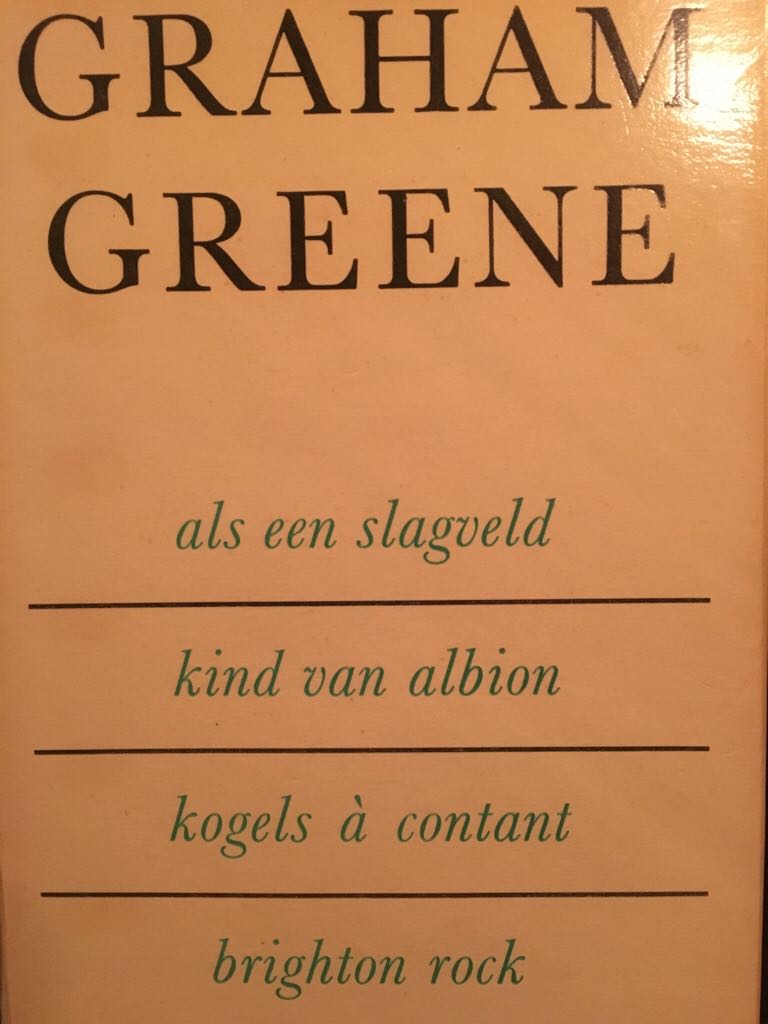 GRAHAM
GREENE
als een slagveld
kind van albion
kogels à contant
brighton rock